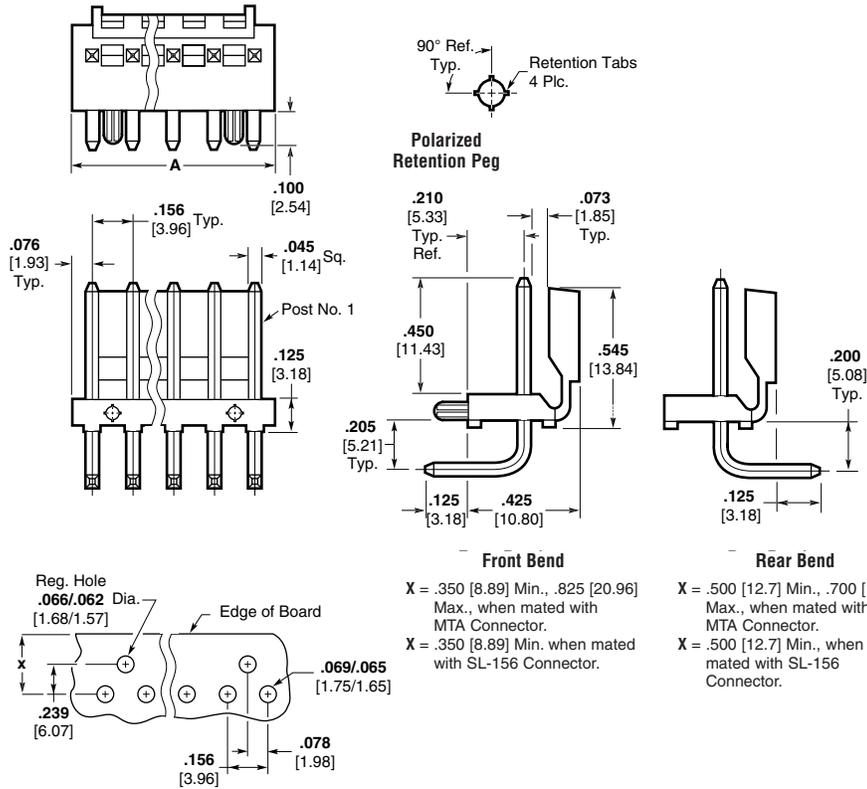 90° Ref.
Typ.
Retention Tabs
4 Plc.
Polarized
Retention Peg
A
.100
[2.54]
.156
[3.96]
Typ.
.076
[1.93]
Typ.
.045
[1.14]
Sq.
Post No. 1
.125
[3.18]
.210
[5.33]
Typ.
Ref.
.073
[1.85]
Typ.
.450
[11.43]
.545
[13.84]
.205
[5.21]
Typ.
.125
[3.18]
.425
[10.80]
.200
[5.08]
Typ.
.125
[3.18]
Front Bend
X = .350 [8.89] Min., .825 [20.96]
Max., when mated with
MTA Connector.
X = .350 [8.89] Min. when mated
with SL-156 Connector.
Rear Bend
X = .500 [12.7] Min., .700 [
Max., when mated with
MTA Connector.
X = .500 [12.7] Min., when
mated with SL-156
Connector.
Reg. Hole
.066/.062
[1.68/1.57]
Dia.
Edge of Board
x
.069/.065
[1.75/1.65]
.239
[6.07]
.156
[3.96]
.078
[1.98]